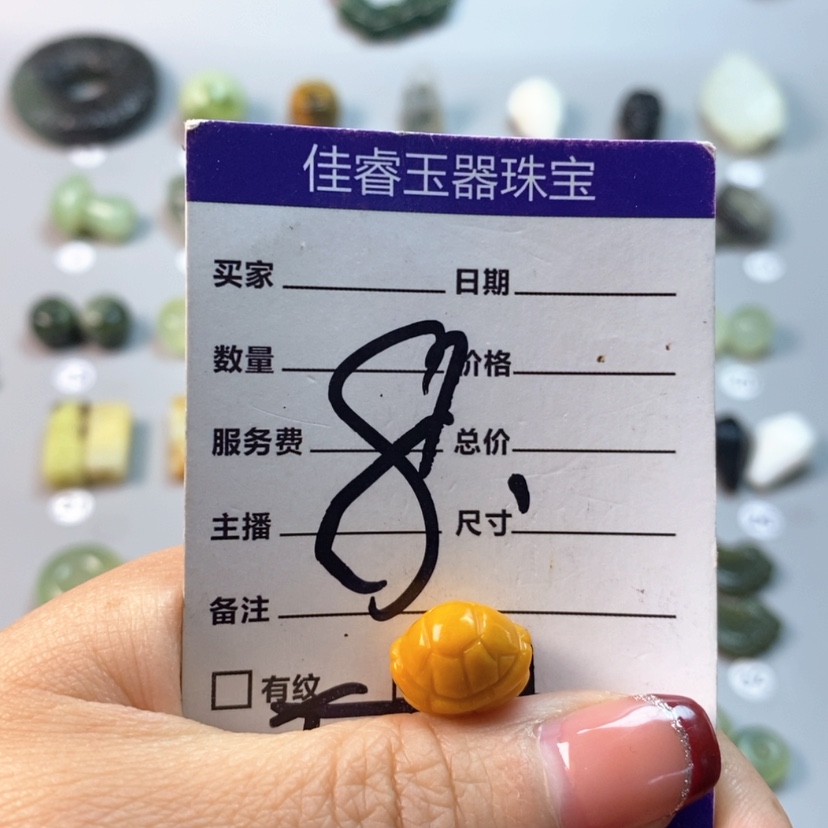 佳睿玉器珠宝
买家 日期
数量 价格
服务费 总价
8
主播 尺寸
备注
有纹